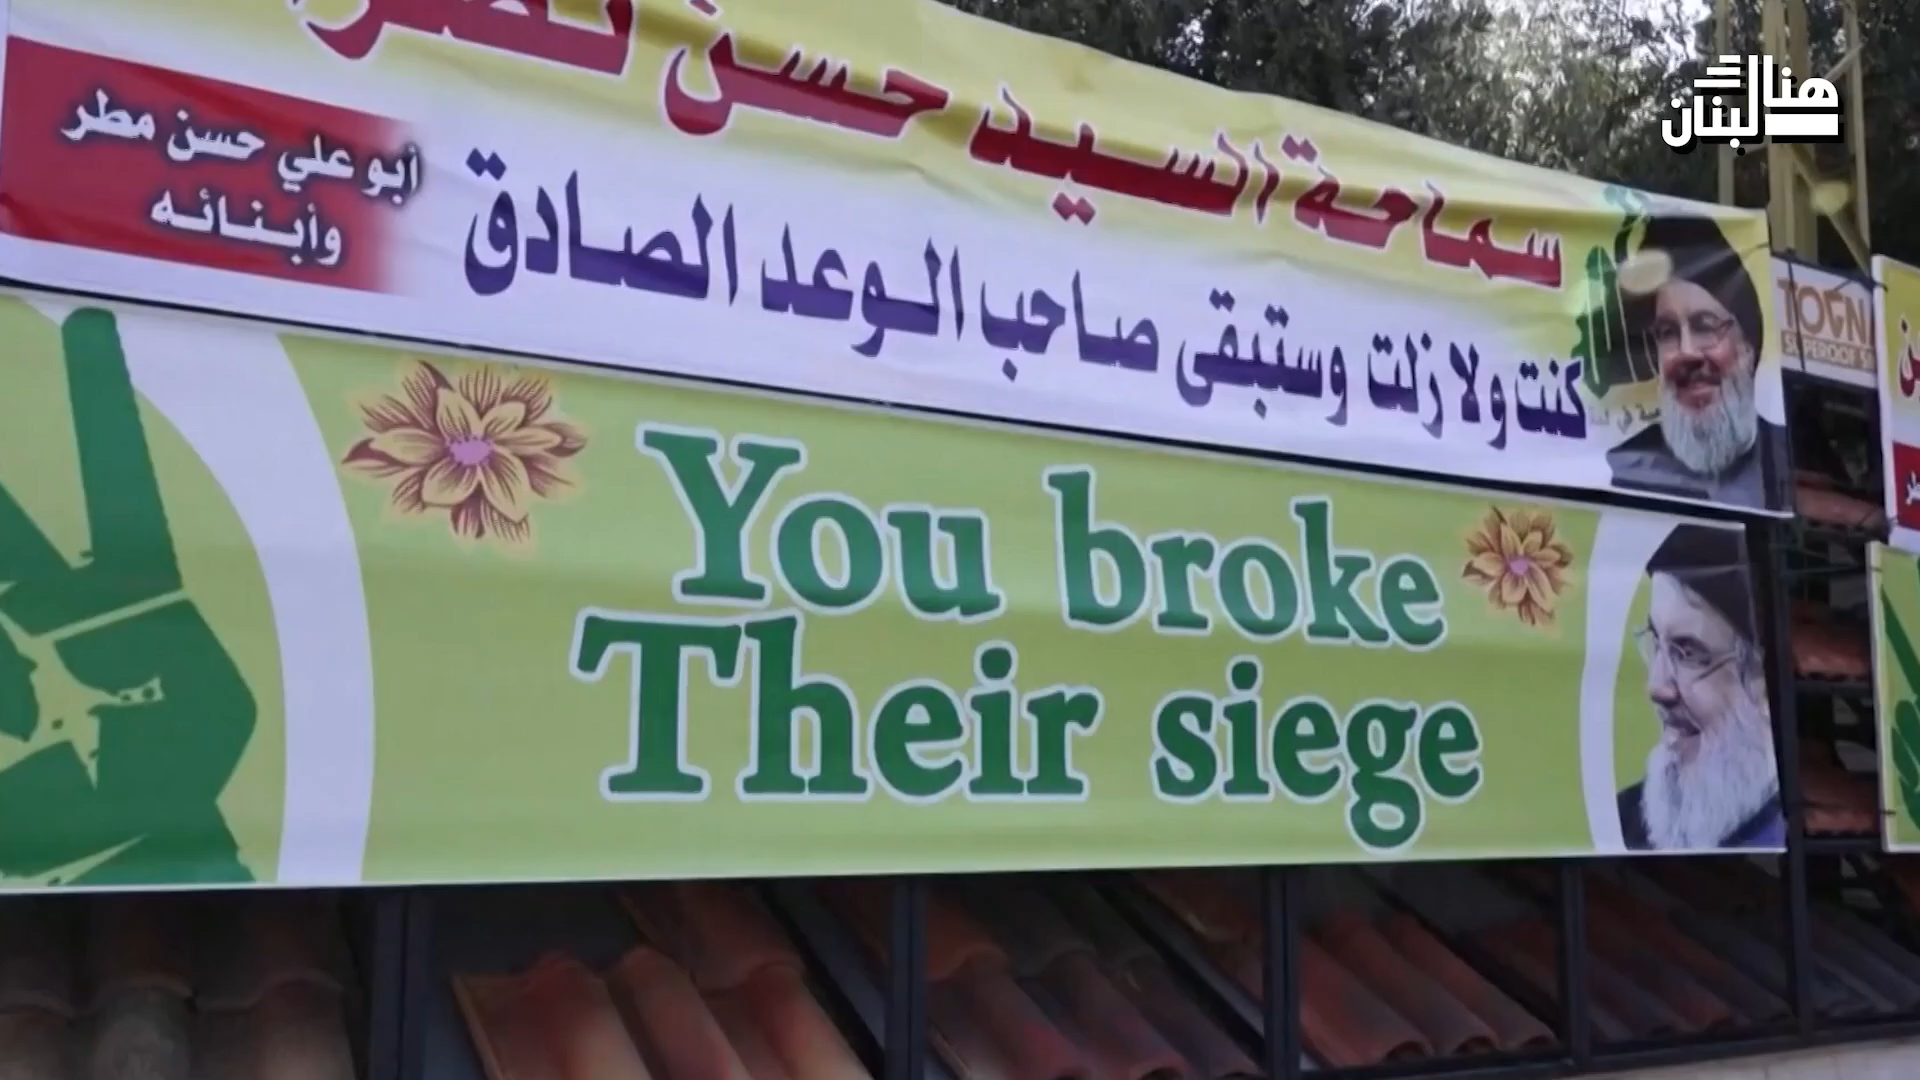 هنا لبنان
سماحة السيد حسن
كنت ولا زلت وستبقى صاحب الوعد الصادق
أبو علي حسن مطر
وأبنائه
You broke
Their siege